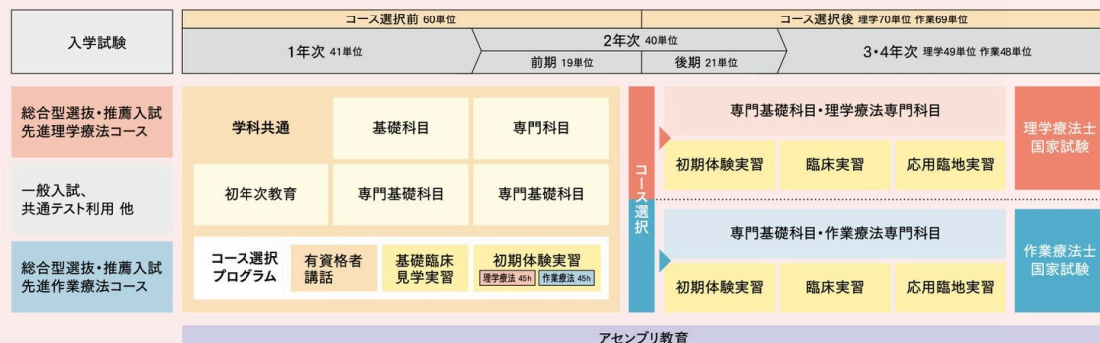 入学試験
コース選択前 60単位
コース選択後 理学70単位 作業69単位
1年次 41単位
2年次 40単位
前期 19単位
後期 21単位
3・4年次 理学49単位 作業48単位
総合型選抜・推薦入試
先進理学療法コース
一般入試、
共通テスト利用 他
総合型選抜・推薦入試
先進作業療法コース
学科共通
基礎科目
専門科目
初年次教育
専門基礎科目
専門基礎科目
コース選択
プログラム
有資格者
講話
基礎臨床
見学実習
初期体験実習
理学療法 45h
作業療法 45h
コース選択
専門基礎科目・理学療法専門科目
初期体験実習
臨床実習
応用臨地実習
理学療法士
国家試験
専門基礎科目・作業療法専門科目
初期体験実習
臨床実習
応用臨地実習
作業療法士
国家試験
アセンブリ教育